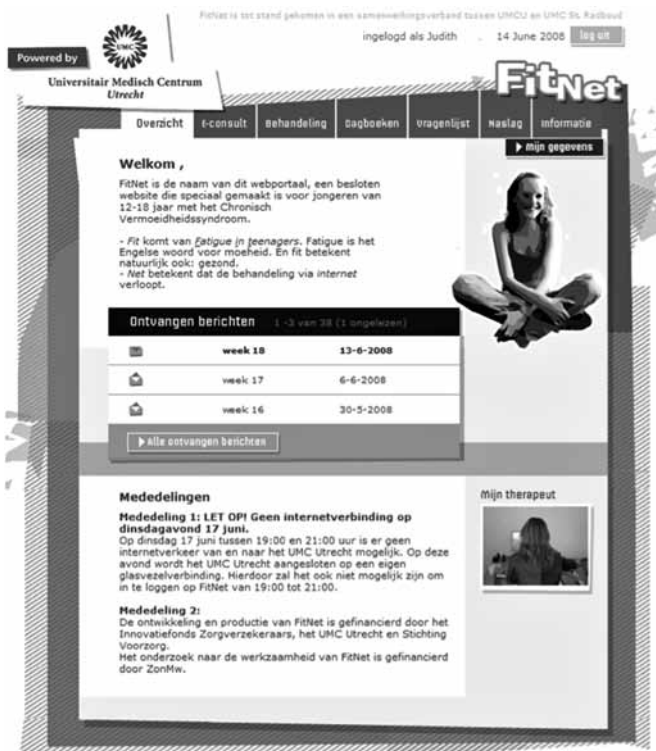 FitNet is tot stand gekomen in een samenwerkingsverband tussen UMCU en UMC St. Radboud
ingelogd als Judith . 14 June 2008 log uit
Powered by
UMC
Universitair Medisch Centrum
Utrecht
FitNet
Overzicht E-consult Behandeling Dagboeken Vragenlijst Naslag Informatie
Mijn gegevens
Welkom ,
FitNet is de naam van dit webportaal, een besloten
website die speciaal gemaakt is voor jongeren van
12-18 jaar met het Chronisch
Vermoeidheidssyndroom.
- Fit komt van Fatigue in teenagers. Fatigue is het
Engelse woord voor moeheid. En fit betekent
natuurlijk ook: gezond.
- Net betekent dat de behandeling via internet
verloopt.
Ontvangen berichten 1 -3 van 38 (1 ongelezen)
week 18 13-6-2008
week 17 6-6-2008
week 16 30-5-2008
Alle ontvangen berichten
Mededelingen
Mededeling 1: LET OP! Geen internetverbinding op
dinsdagavond 17 juni.
Op dinsdag 17 juni tussen 19:00 en 21:00 uur is er geen
internetverkeer van en naar het UMC Utrecht mogelijk. Op deze
avond wordt het UMC Utrecht aangesloten op een eigen
glasvezelverbinding. Hierdoor zal het ook niet mogelijk zijn om
in te loggen op FitNet van 19:00 tot 21:00.
Mededeling 2:
De ontwikkeling en productie van FitNet is gefinancierd door het
Innovatiefonds Zorgverzekeraars, het UMC Utrecht en Stichting
Voorzorg.
Het onderzoek naar de werkzaamheid van FitNet is gefinancierd
door ZonMw.
Mijn therapeut